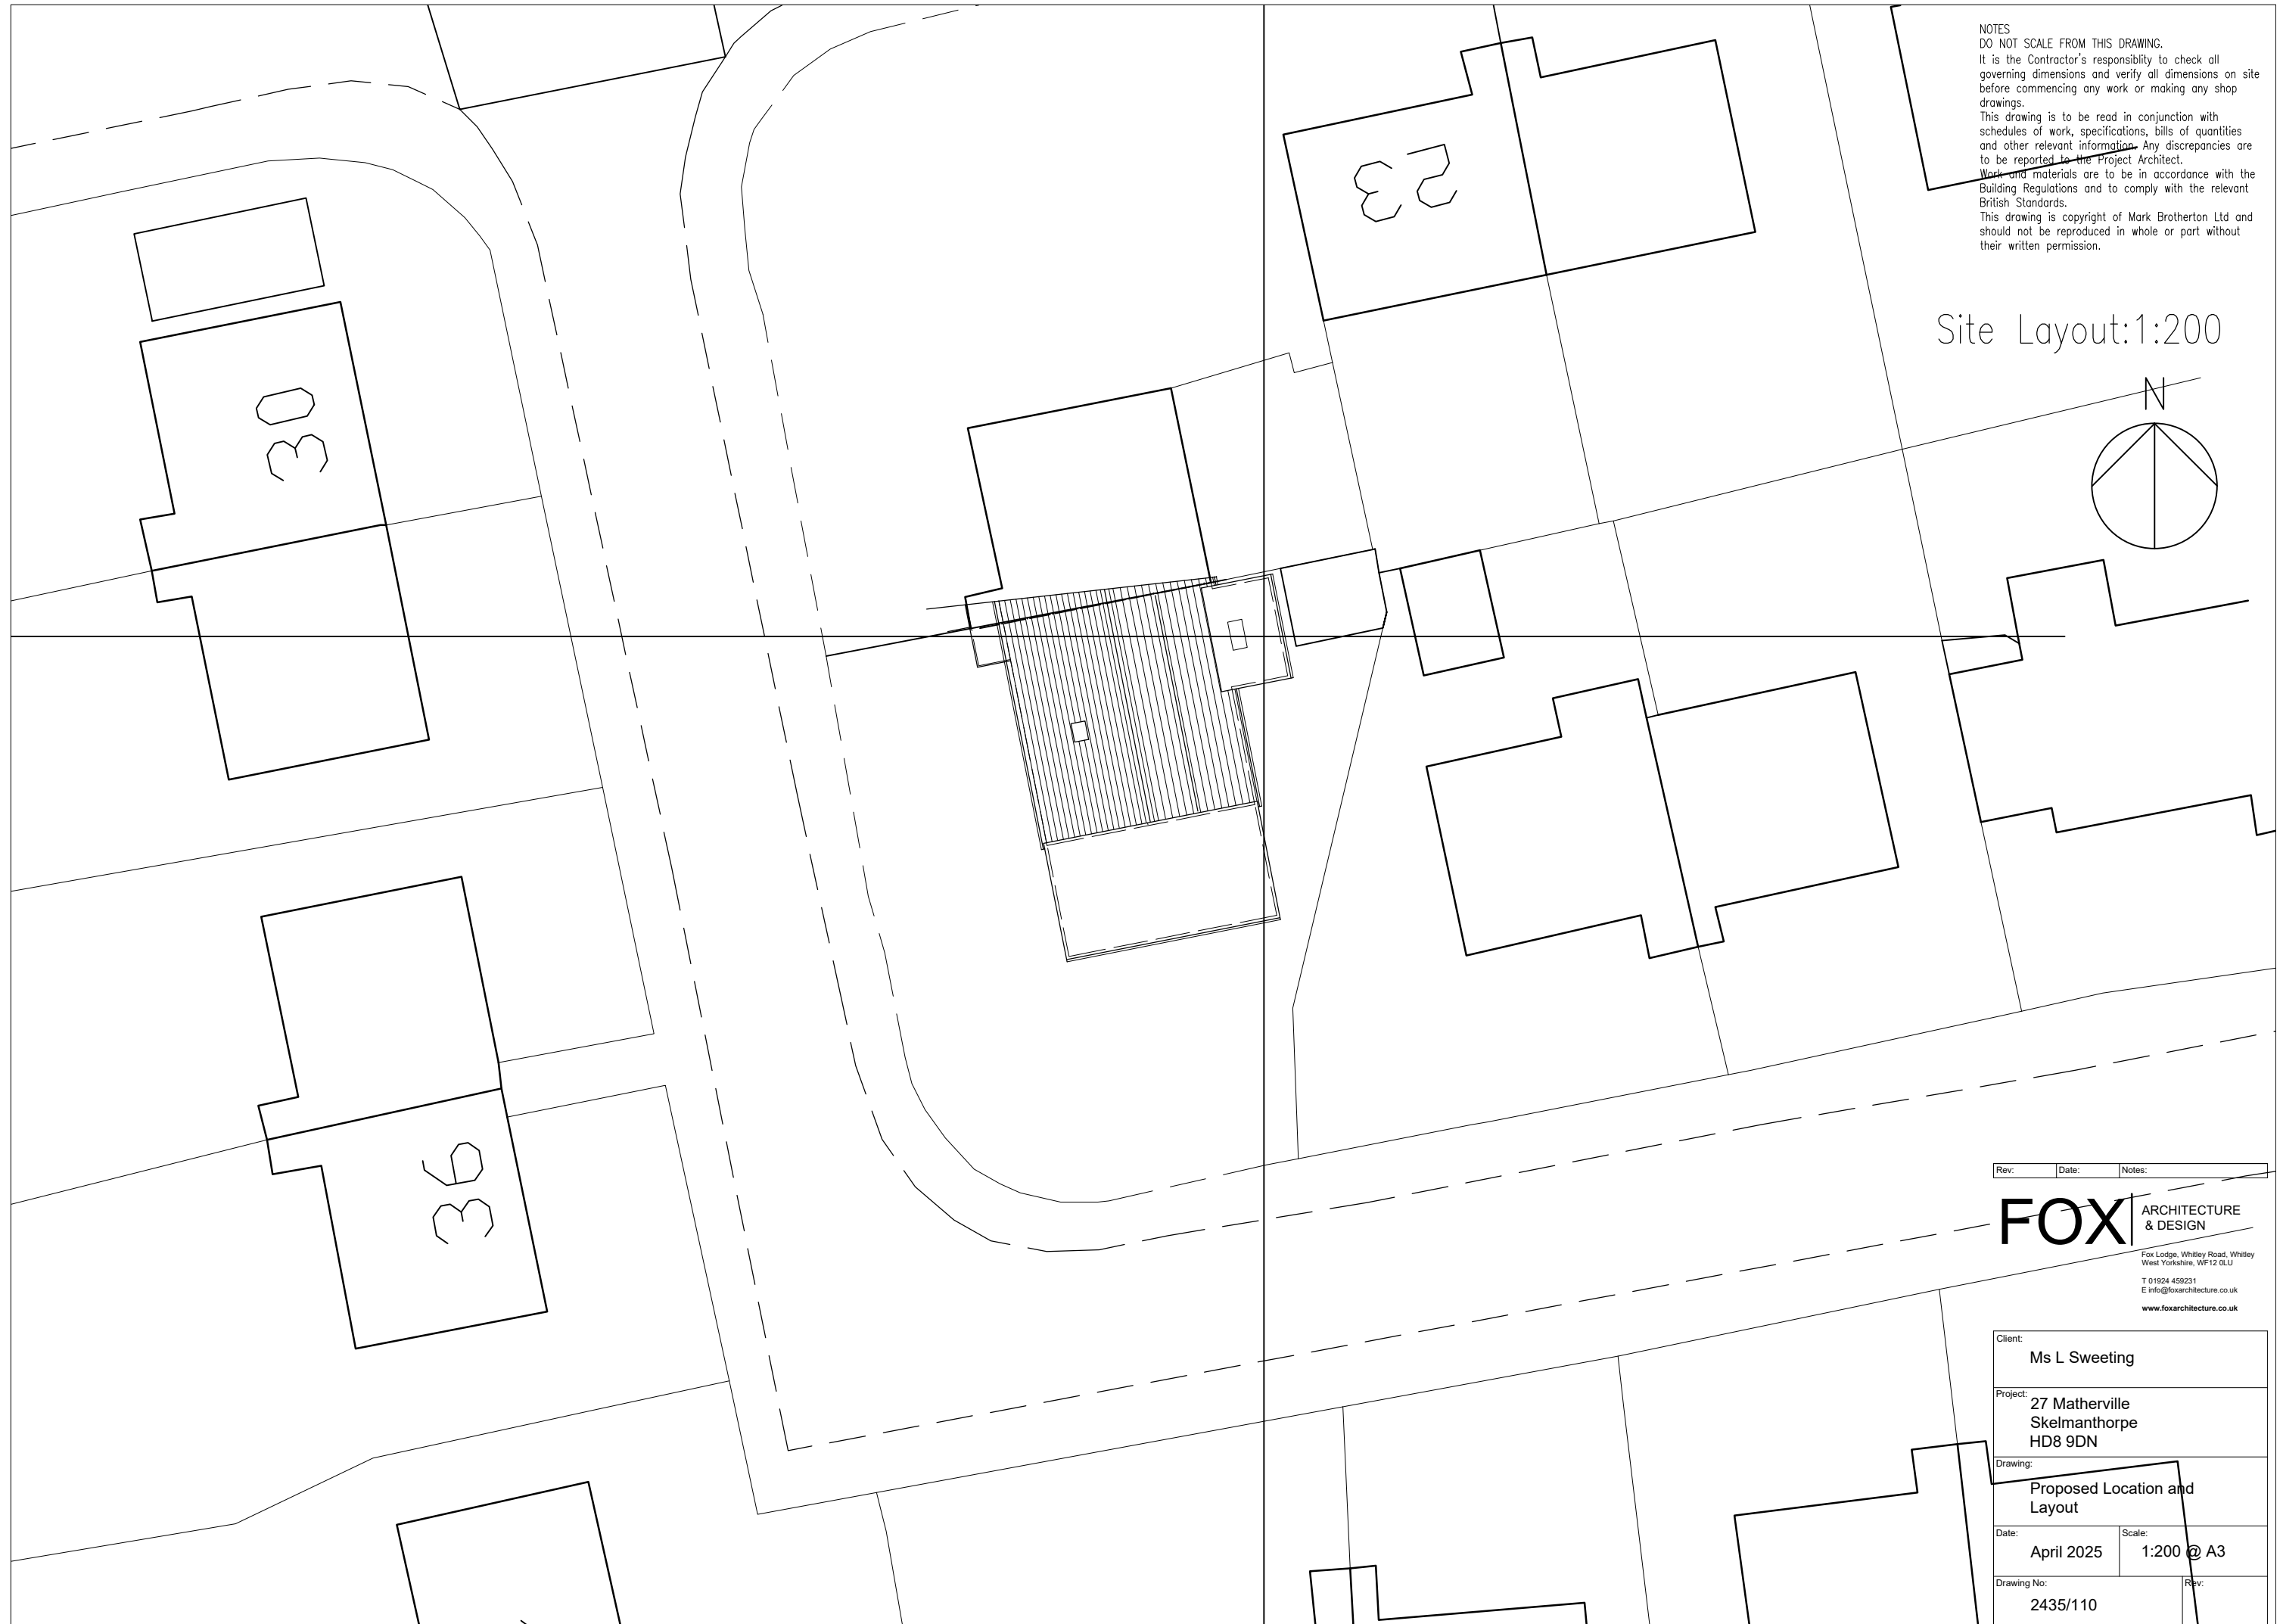 NOTES
DO NOT SCALE FROM THIS DRAWING.
It is the Contractor's responsiblity to check all
governing dimensions and verify all dimensions on site
before commencing any work or making any shop
drawings.
This drawing is to be read in conjunction with
schedules of work, specifications, bills of quantities
and other relevant information. Any discrepancies are
to be reported to the Project Architect.
Work and materials are to be in accordance with the
Building Regulations and to comply with the relevant
British Standards.
This drawing is copyright of Mark Brotherton Ltd and
should not be reproduced in whole or part without
their written permission.
Site Layout:1:200
N
53
30
39
Rev: Date: Notes:
FOX
ARCHITECTURE
& DESIGN
Fox Lodge, Whitley Road, Whitley
West Yorkshire, WF12 0LU
T 01924 459231
E info@foxarchitecture.co.uk
www.foxarchitecture.co.uk
Client:
Ms L Sweeting
Project:
27 Matherville
Skelmanthorpe
HD8 9DN
Drawing:
Proposed Location and
Layout
Date: Scale:
April 2025 1:200 @ A3
Drawing No: Rev:
2435/110